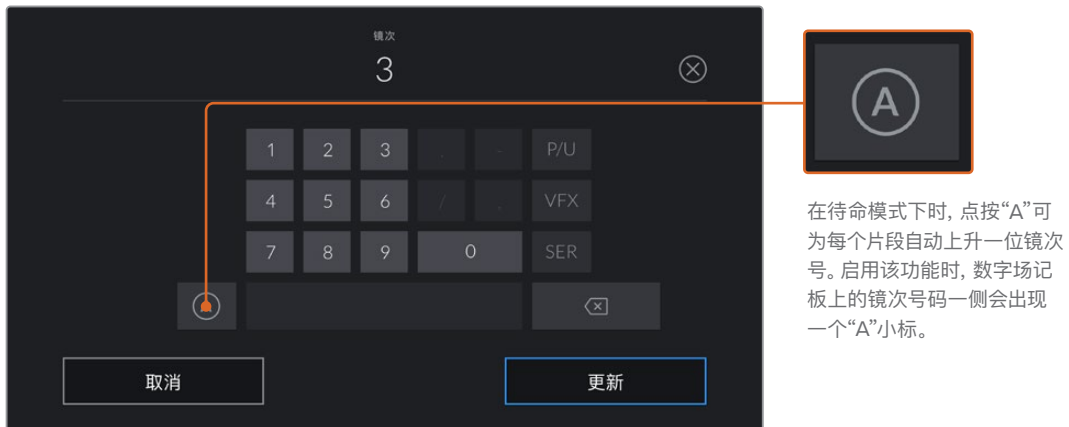 镜次
3
1 2 3 , - P/U
4 5 6 / . VFX
7 8 9 0 SER
A
取消 更新
A
在待命模式下时，点按“A”可
为每个片段自动上升一位镜次
号。启用该功能时，数字场记
板上的镜次号码一侧会出现
一个“A”小标。